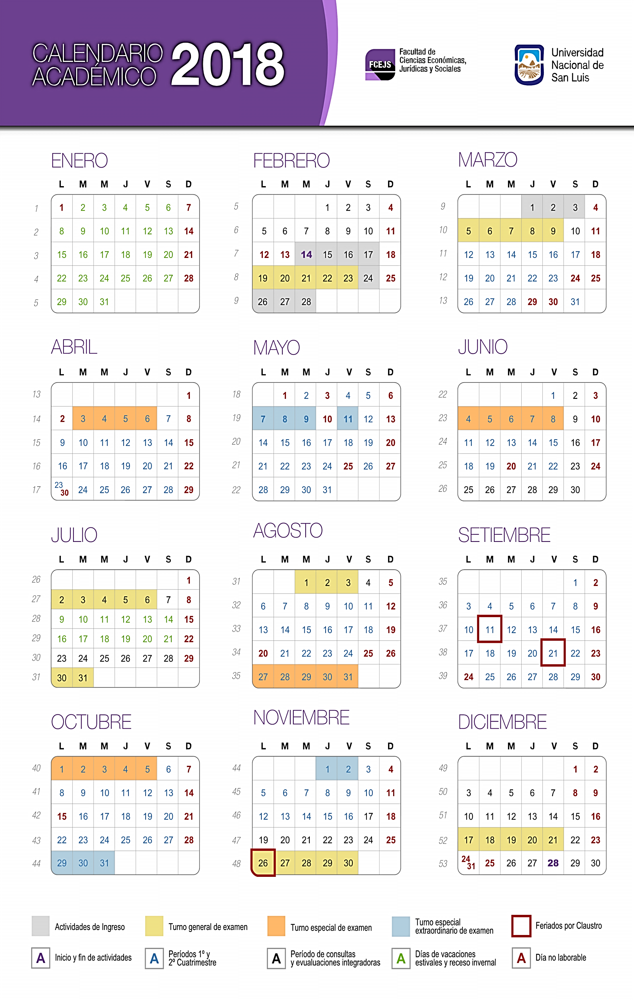 CALENDARIO
ACADÉMICO
2018
FCEJS
Facultad de
Ciencias Económicas,
Jurídicas y Sociales
Universidad
Nacional de
San Luis
ENERO
L M M J V S D
1 1 2 3 4 5 6 7
2 8 9 10 11 12 13 14
3 15 16 17 18 19 20 21
4 22 23 24 25 26 27 28
5 29 30 31
FEBRERO
L M M J V S D
5 1 2 3 4
6 5 6 7 8 9 10 11
7 12 13 14 15 16 17 18
8 19 20 21 22 23 24 25
9 26 27 28
MARZO
L M M J V S D
9 1 2 3 4
10 5 6 7 8 9 10 11
11 12 13 14 15 16 17 18
12 19 20 21 22 23 24 25
13 26 27 28 29 30 31
ABRIL
L M M J V S D
13 1
14 2 3 4 5 6 7 8
15 9 10 11 12 13 14 15
16 16 17 18 19 20 21 22
17 23 30 24 25 26 27 28 29
MAYO
L M M J V S D
18 1 2 3 4 5 6
19 7 8 9 10 11 12 13
20 14 15 16 17 18 19 20
21 21 22 23 24 25 26 27
22 28 29 30 31
JUNIO
L M M J V S D
22 1 2 3
23 4 5 6 7 8 9 10
24 11 12 13 14 15 16 17
25 18 19 20 21 22 23 24
26 25 26 27 28 29 30
JULIO
L M M J V S D
26 1
27 2 3 4 5 6 7 8
28 9 10 11 12 13 14 15
29 16 17 18 19 20 21 22
30 23 24 25 26 27 28 29
31 30 31
AGOSTO
L M M J V S D
31 1 2 3 4 5
32 6 7 8 9 10 11 12
33 13 14 15 16 17 18 19
34 20 21 22 23 24 25 26
35 27 28 29 30 31
SETIEMBRE
L M M J V S D
35 1 2
36 3 4 5 6 7 8 9
37 10 11 12 13 14 15 16
38 17 18 19 20 21 22 23
39 24 25 26 27 28 29 30
OCTUBRE
L M M J V S D
40 1 2 3 4 5 6 7
41 8 9 10 11 12 13 14
42 15 16 17 18 19 20 21
43 22 23 24 25 26 27 28
44 29 30 31
NOVIEMBRE
L M M J V S D
44 1 2 3 4
45 5 6 7 8 9 10 11
46 12 13 14 15 16 17 18
47 19 20 21 22 23 24 25
48 26 27 28 29 30
DICIEMBRE
L M M J V S D
49 1 2
50 3 4 5 6 7 8 9
51 10 11 12 13 14 15 16
52 17 18 19 20 21 22 23
53 24 31 25 26 27 28 29 30
Actividades de Ingreso
Turno general de examen
Turno especial de examen
Turno especial
extraordinario de examen
Feriados por Claustro
A Inicio y fin de actividades
A Períodos 1º y
2º Cuatrimestre
A Período de consultas
y evualuaciones integradoras
A Días de vacaciones
estivales y receso invernal
A Día no laborable